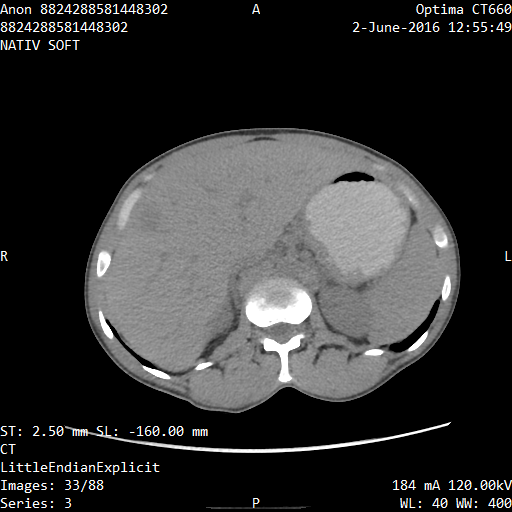 Anon 8824288581448302
A
Optima CT660
8824288581448302
2-June-2016 12:55:49
NATIV SOFT
R
L
ST: 2.50 mm SL: -160.00 mm
CT
LittleEndianExplicit
Images: 33/88
184 mA 120.00kV
Series: 3
P
WL: 40 WW: 400